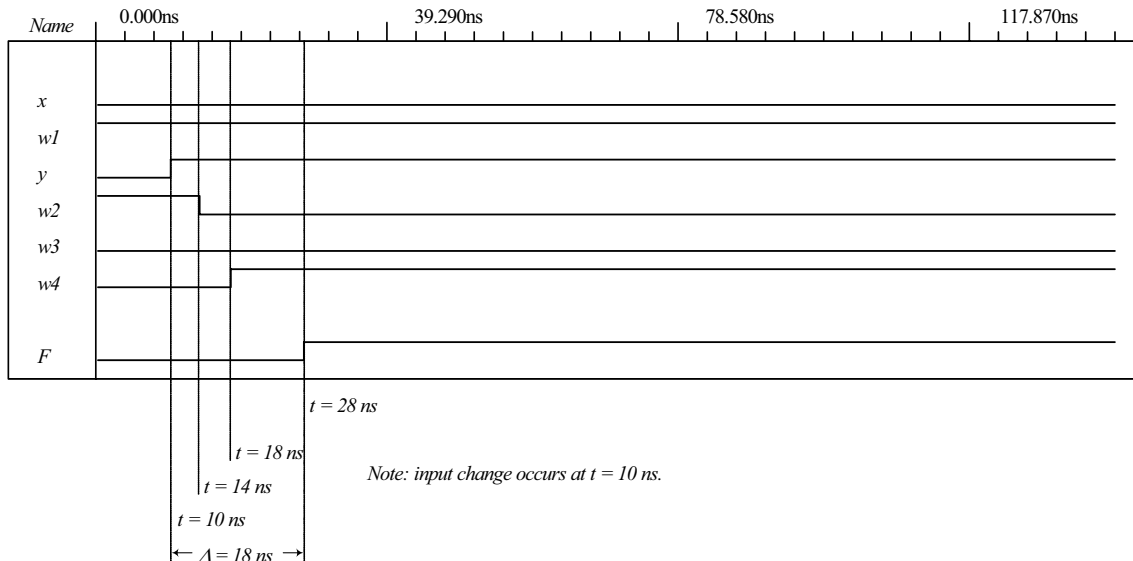 Name 0.000ns 39.290ns 78.580ns 117.870ns
x
w1
y
w2
w3
w4
F
t = 28 ns
t = 18 ns
Note: input change occurs at t = 10 ns.
t = 14 ns
t = 10 ns
← Δ = 18 ns →